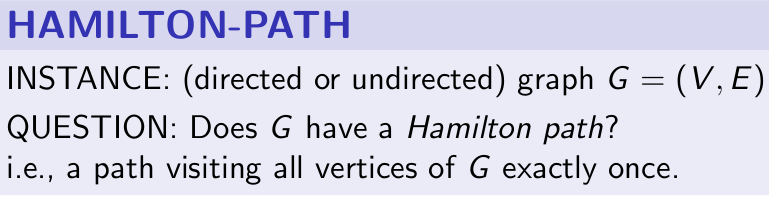 HAMILTON-PATH
INSTANCE: (directed or undirected) graph G = (V, E)
QUESTION: Does G have a Hamilton path?
i.e., a path visiting all vertices of G exactly once.